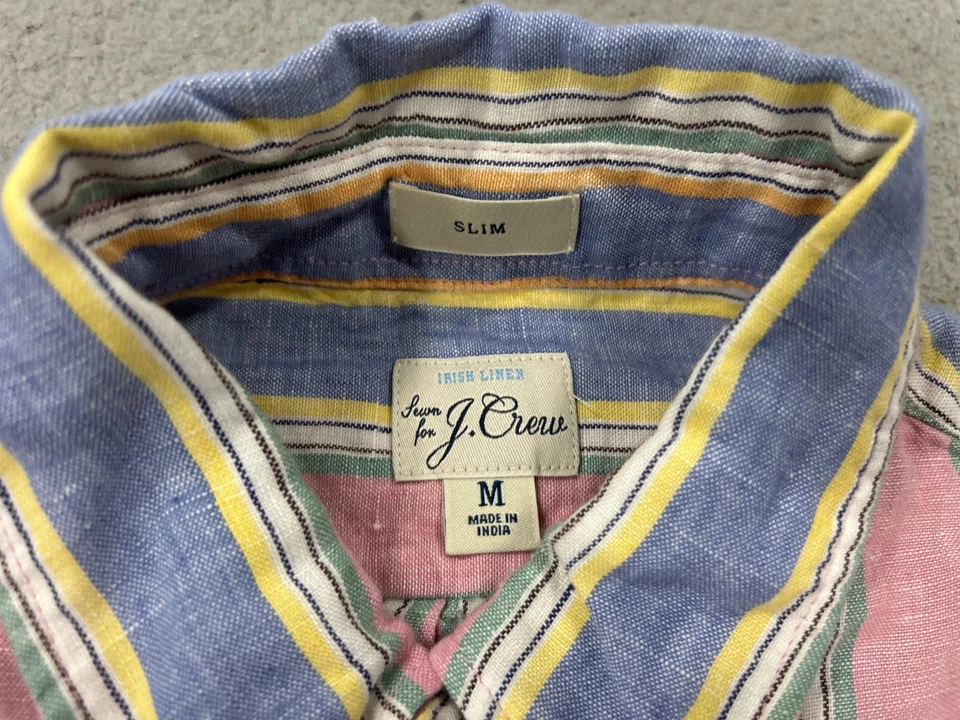 SLIM
IRISH LINEN
Sewn
for J.Crew
M
MADE IN
INDIA